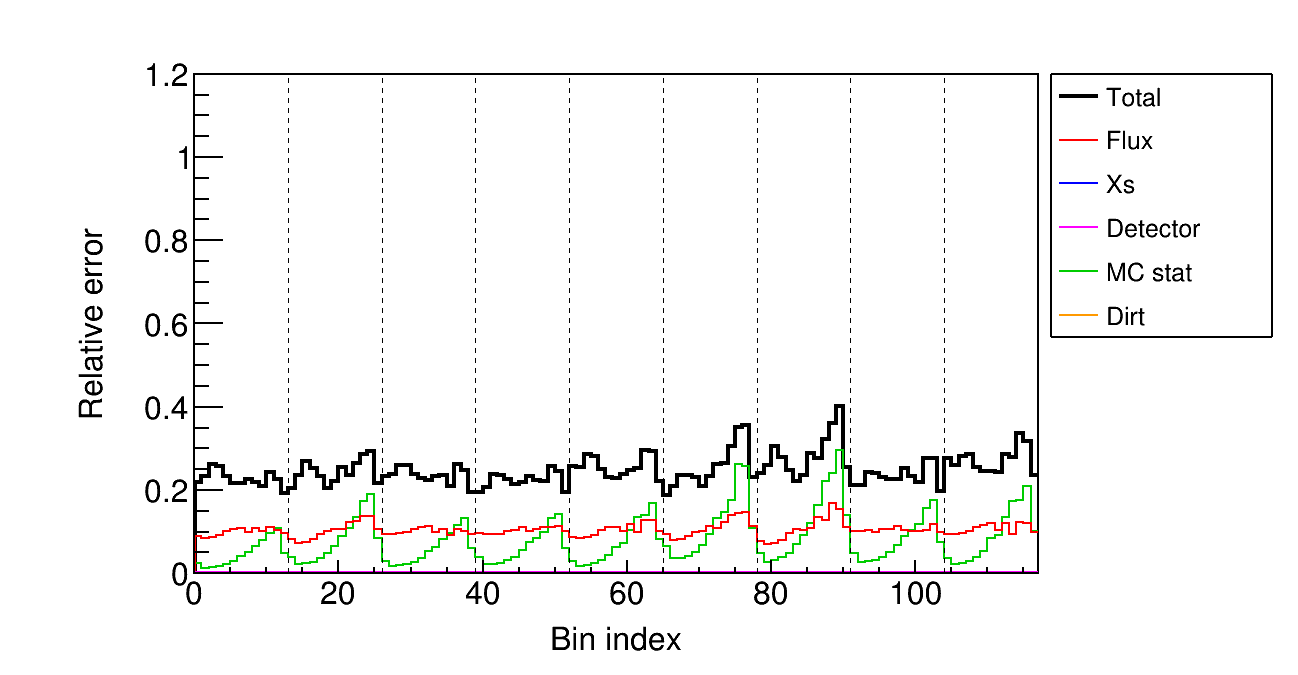 1.2
1
0.8
0.6
0.4
0.2
0
Relative error
0 20 40 60 80 100
Bin index
Total
Flux
Xs
Detector
MC stat
Dirt